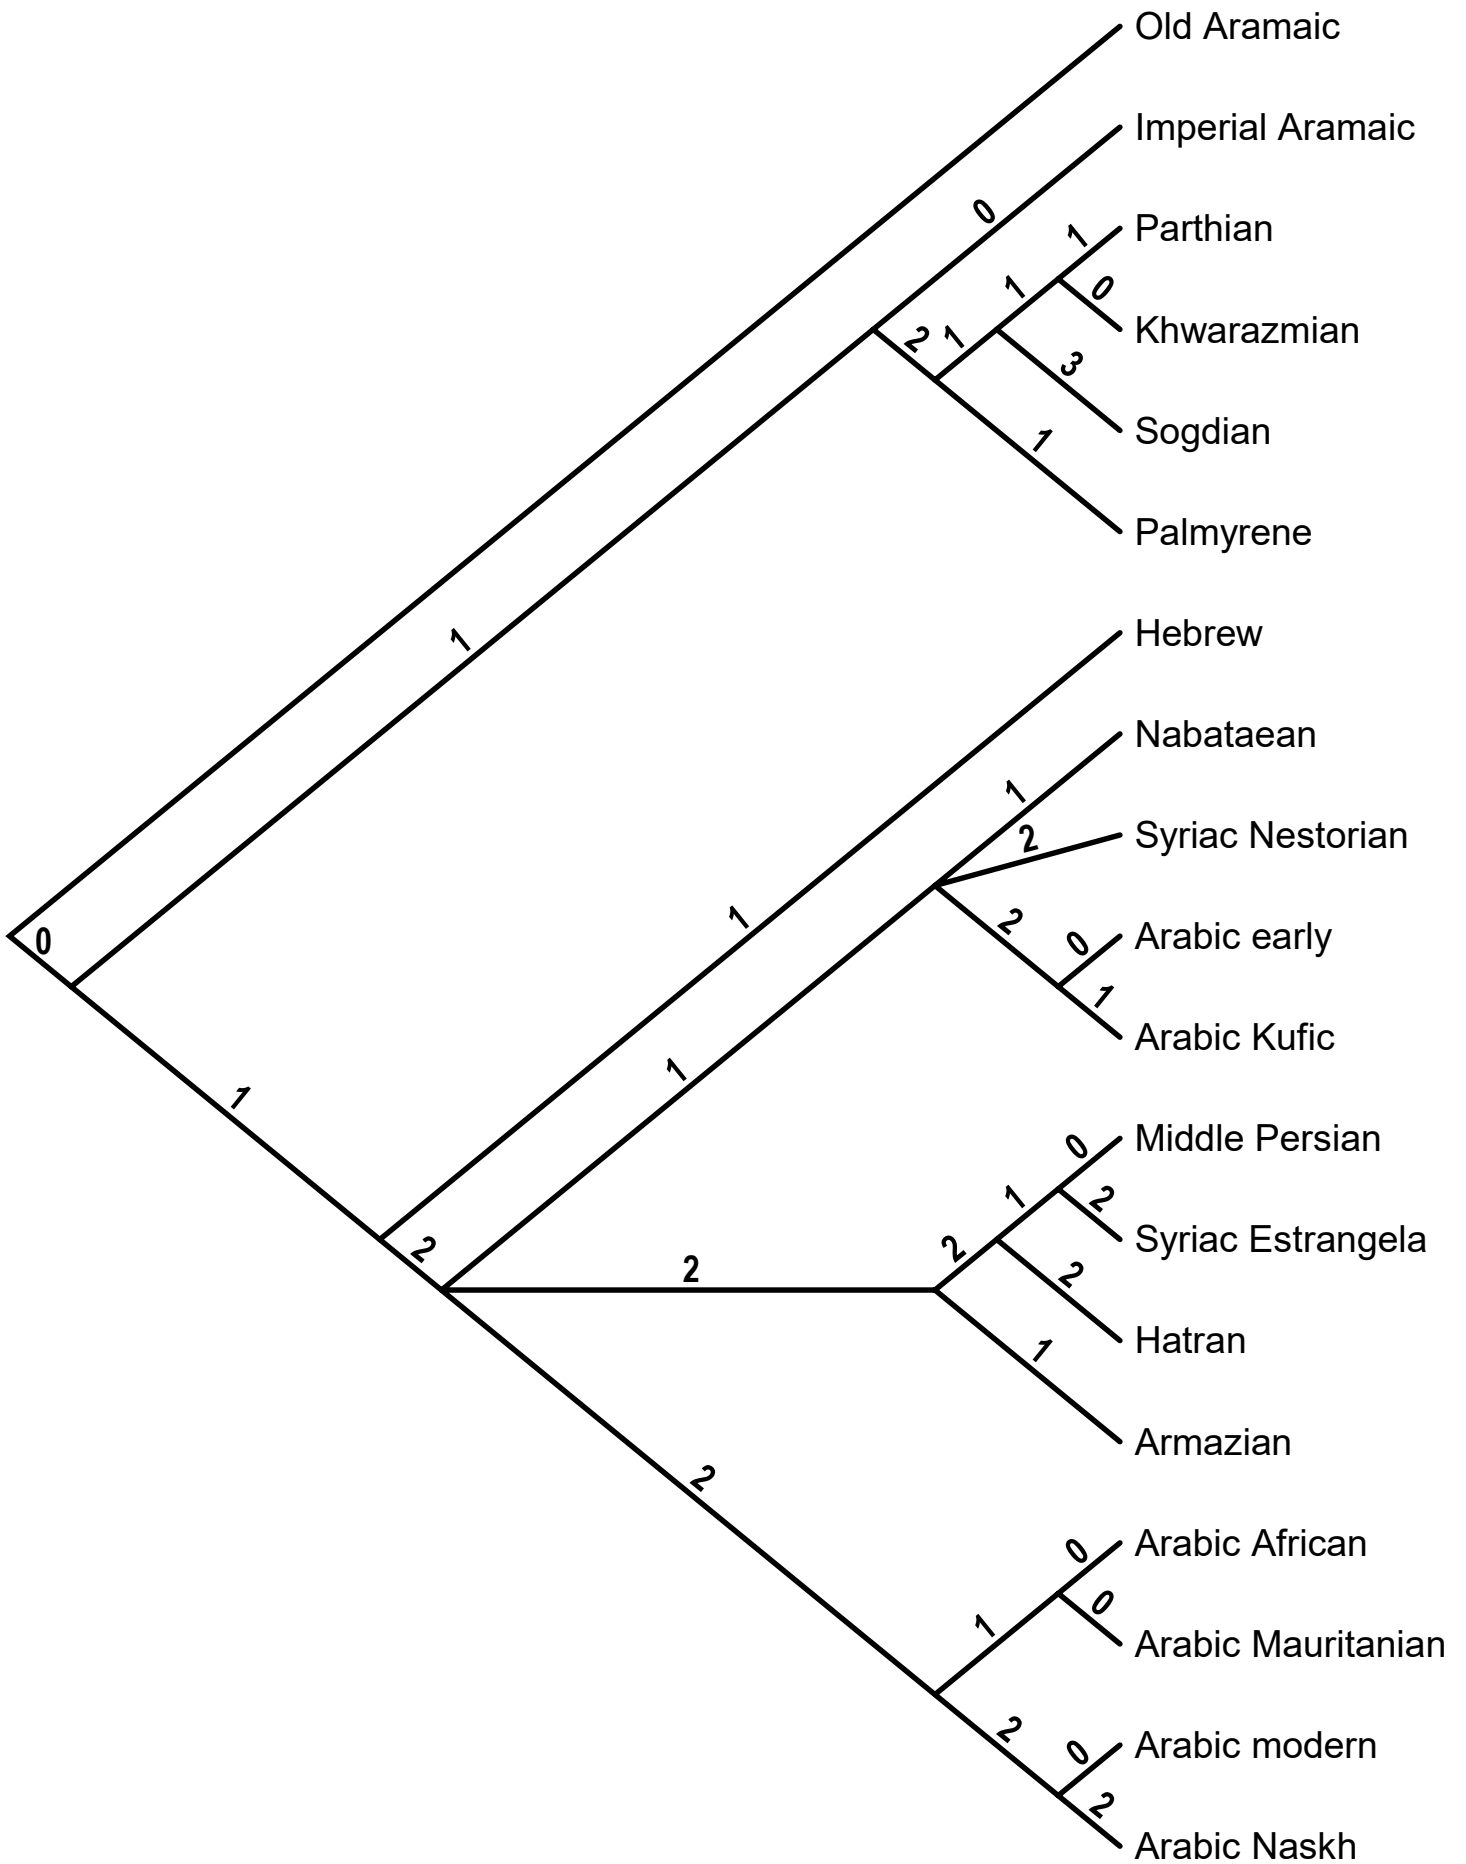 Old Aramaic
Imperial Aramaic
0
Parthian
1
1
0
Khwarazmian
2
1
3
Sogdian
1
Palmyrene
1
Hebrew
Nabataean
1
2
Syriac Nestorian
1
2
0
Arabic early
0
1
Arabic Kufic
1
1
0
Middle Persian
1
2
Syriac Estrangela
2
2
2
2
Hatran
1
Armazian
2
0
Arabic African
1
0
Arabic Mauritanian
2
0
Arabic modern
2
Arabic Naskh